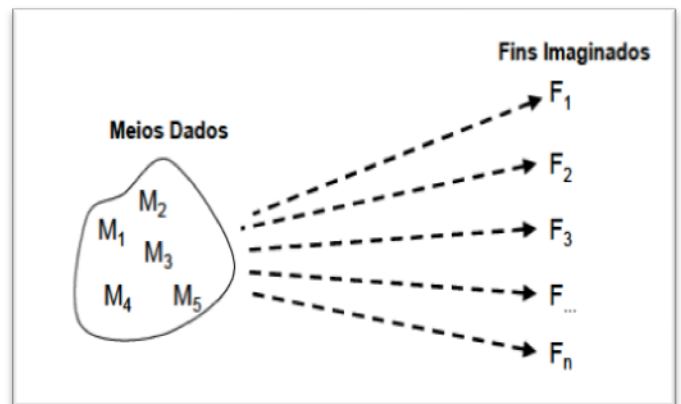 Fins Imaginados
F1
Meios Dados
F2
M2
M1
F3
M3
M4 M5
F...
Fn